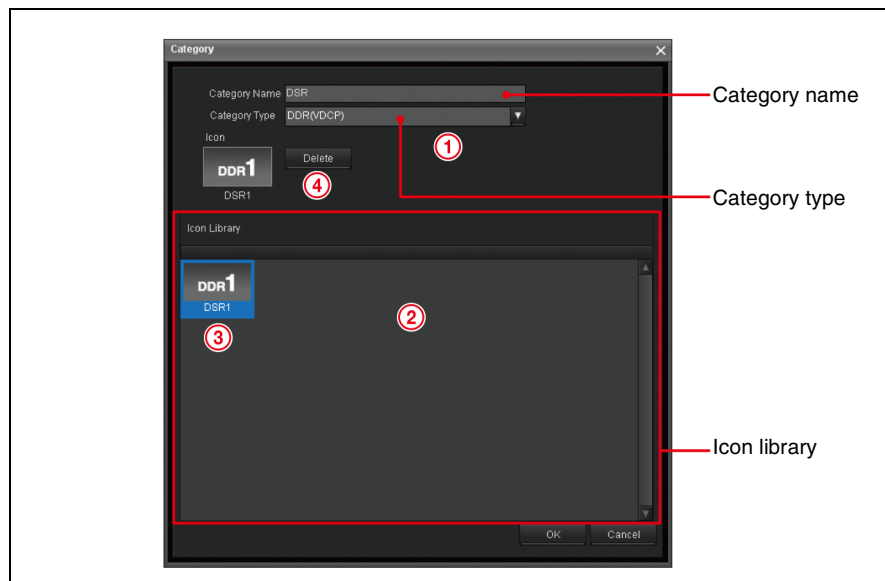 Category
Category Name DSR
Category name
Category Type DDR(VDCP)
1
Icon
DDR1
Delete
4
DSR1
Category type
Icon Library
DDR1
DSR1
3
2
Icon library
OK Cancel